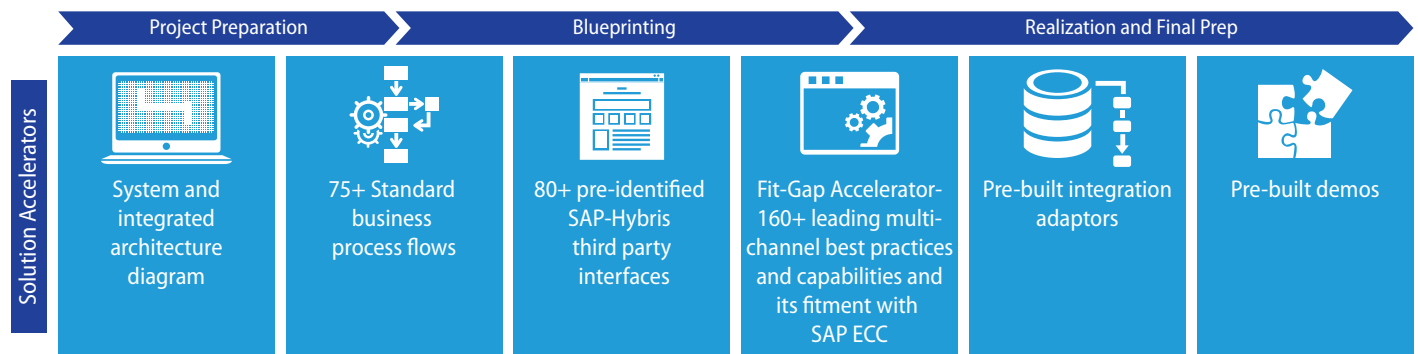 Project Preparation
Blueprinting
Realization and Final Prep
Solution Accelerators
System and
integrated
architecture
diagram
75+ Standard
business
process flows
80+ pre-identified
SAP-Hybris
third party
interfaces
Fit-Gap Accelerator-
160+ leading multi-
channel best practices
and capabilities and
its fitment with
SAP ECC
Pre-built integration
adaptors
Pre-built demos